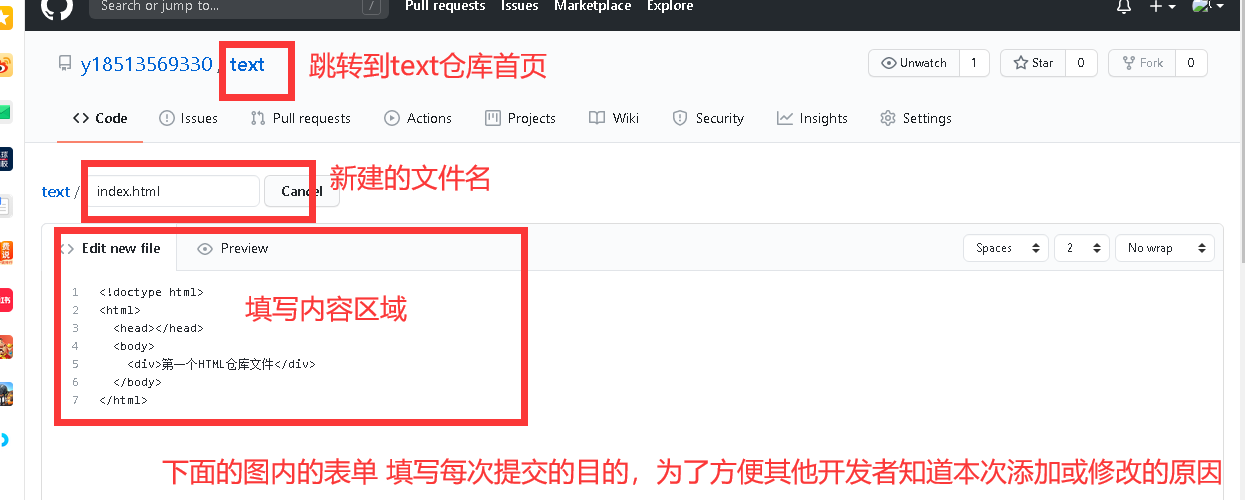 Search or jump to... / Pull requests Issues Marketplace Explore
y18513569330 / text 跳转到text仓库首页 Unwatch 1 Star 0 Fork 0
Code Issues Pull requests Actions Projects Wiki Security Insights Settings
text / index.html Cancel 新建的文件名
Edit new file Preview Spaces 2 No wrap
1 <!doctype html>
2 <html>
3 <head></head>
4 <body>
5 <div>第一个HTML仓库文件</div>
6 </body>
7 </html>
填写内容区域
下面的图内的表单 填写每次提交的目的，为了方便其他开发者知道本次添加或修改的原因